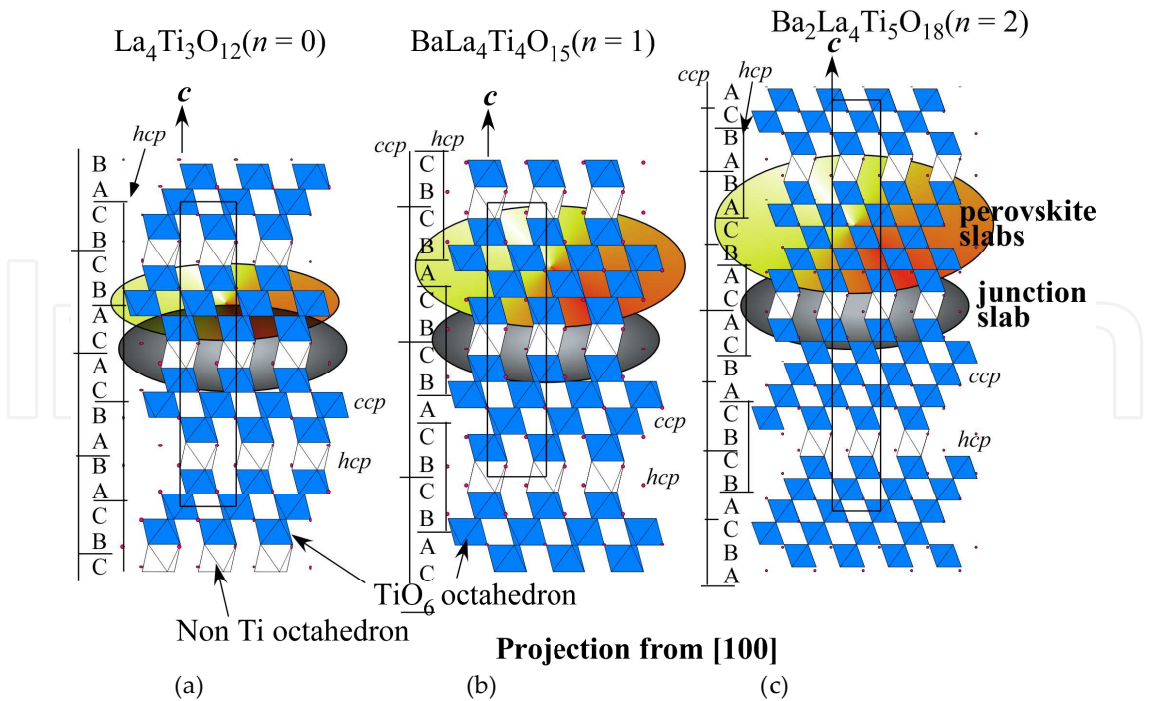 La4Ti3O12(n = 0)
BaLa4Ti4O15(n = 1)
Ba2La4Ti5O18(n = 2)
c
hcp
B
A
C
B
C
B
A
C
A
C
B
A
B
A
C
B
C
ccp
hcp
c
ccp
hcp
C
B
C
B
A
C
B
C
B
A
C
B
C
B
A
C
ccp
hcp
c
ccp
hcp
A
C
B
A
B
A
C
B
A
C
A
C
B
A
C
B
C
B
A
C
B
A
perovskite
slabs
junction
slab
ccp
hcp
TiO6 octahedron
Non Ti octahedron
Projection from [100]
(a)
(b)
(c)